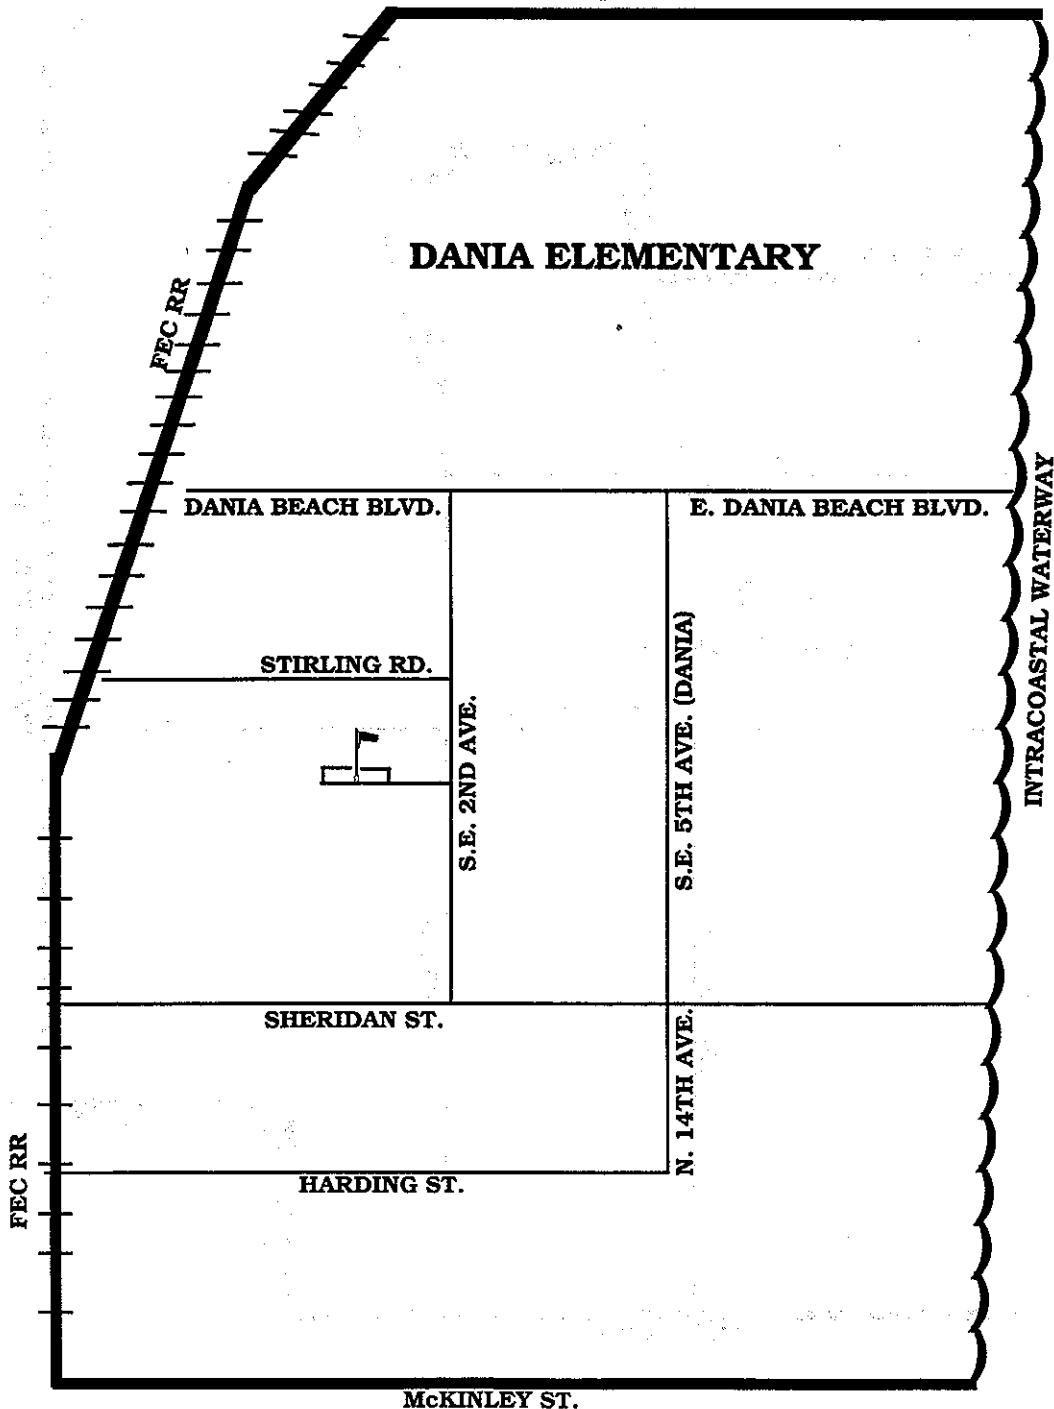 DANIA ELEMENTARY
FEC RR
DANIA BEACH BLVD.
E. DANIA BEACH BLVD.
INTRACOASTAL WATERWAY
STIRLING RD.
S.E. 2ND AVE.
S.E. 5TH AVE. (DANIA)
SHERIDAN ST.
N. 14TH AVE.
FEC RR
HARDING ST.
McKINLEY ST.